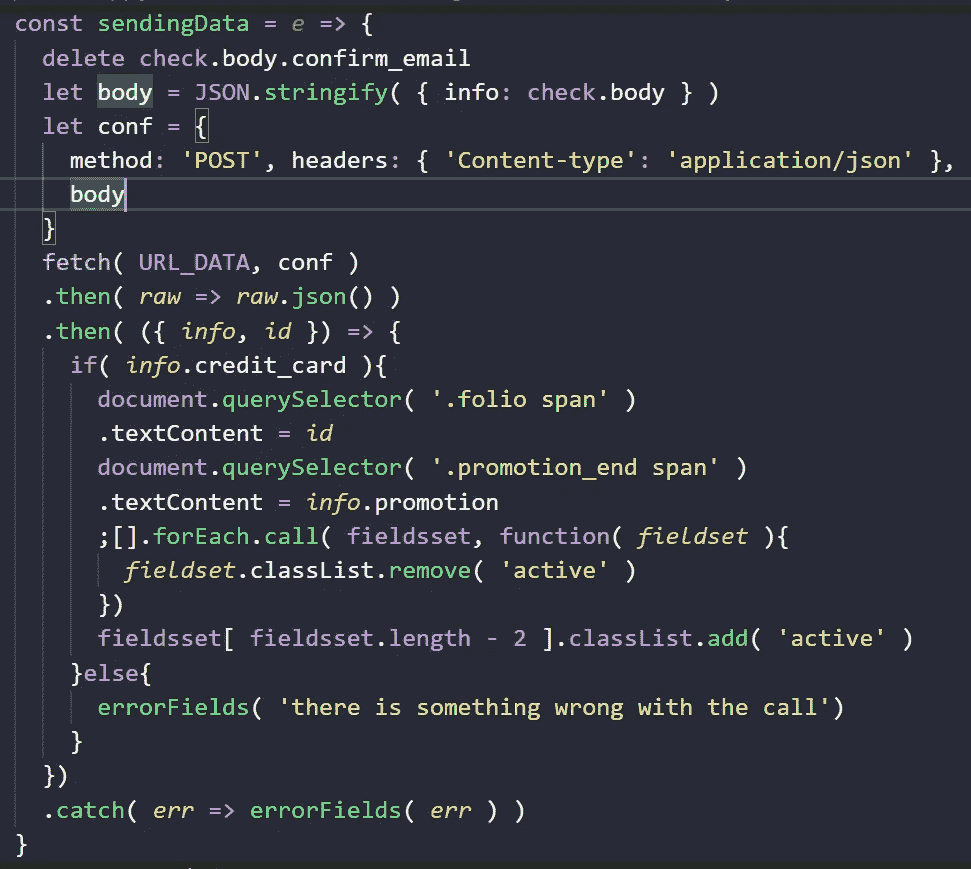 const sendingData = e => {
  delete check.body.confirm_email
  let body = JSON.stringify( { info: check.body } )
  let conf = {
    method: 'POST', headers: { 'Content-type': 'application/json' },
    body
  }
  fetch( URL_DATA, conf )
  .then( raw => raw.json() )
  .then( ({ info, id }) => {
    if( info.credit_card ){
      document.querySelector( '.folio span' )
      .textContent = id
      document.querySelector( '.promotion_end span' )
      .textContent = info.promotion
      ;[].forEach.call( fieldsset, function( fieldset ){
        fieldset.classList.remove( 'active' )
      })
      fieldsset[ fieldsset.length - 2 ].classList.add( 'active' )
    }else{
      errorFields( 'there is something wrong with the call')
    }
  })
  .catch( err => errorFields( err ) )
}